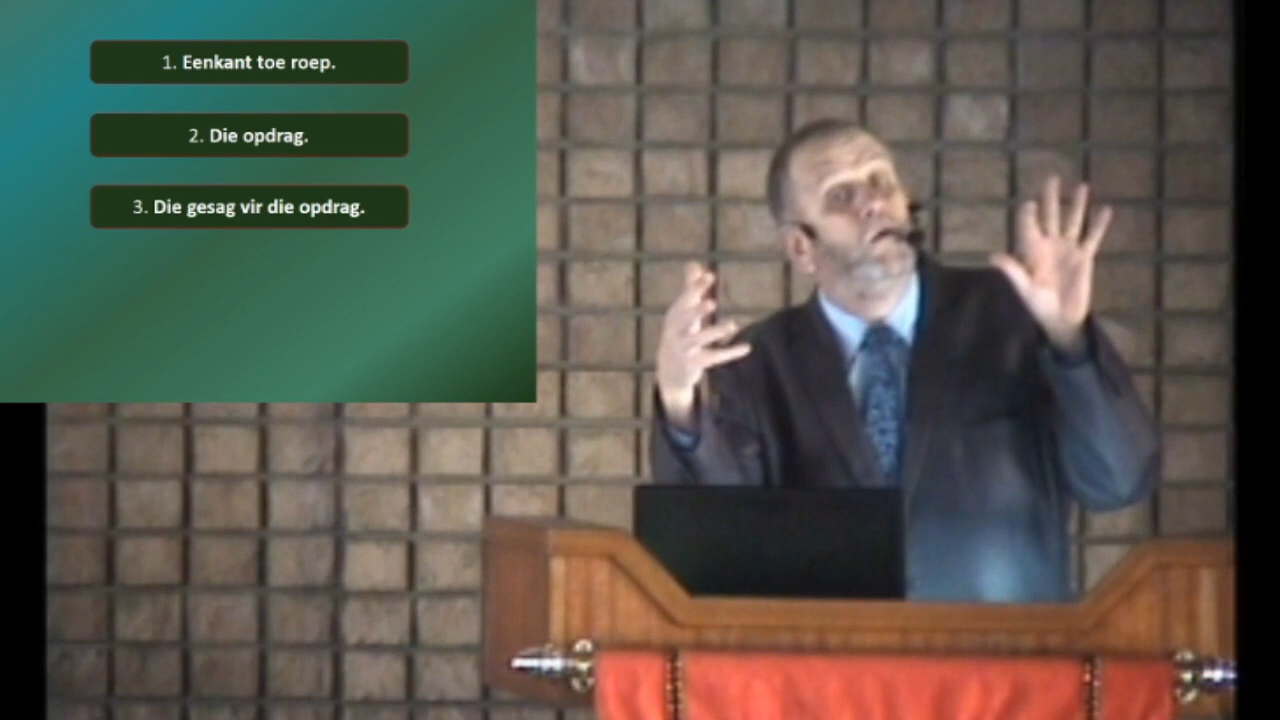 1. Eenkant toe roep.
2. Die opdrag.
3. Die gesag vir die opdrag.